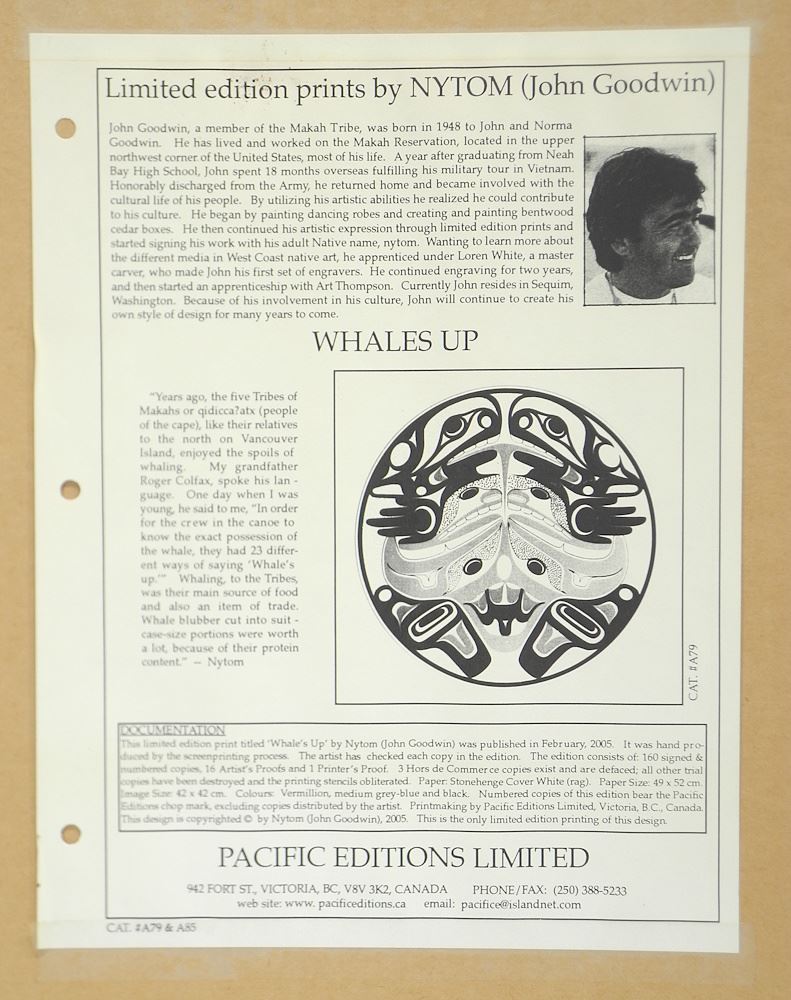 Limited edition prints by NYTOM (John Goodwin)
John Goodwin, a member of the Makah Tribe, was born in 1948 to John and Norma
Goodwin. He has lived and worked on the Makah Reservation, located in the upper
northwest corner of the United States, most of his life. A year after graduating from Neah
Bay High School, John spent 18 months overseas fulfilling his military tour in Vietnam.
Honorably discharged from the Army, he returned home and became involved with the
cultural life of his people. By utilizing his artistic abilities he realized he could contribute
to his culture. He began by painting dancing robes and creating and painting bentwood
cedar boxes. He then continued his artistic expression through limited edition prints and
started signing his work with his adult Native name, nytom. Wanting to learn more about
the different media in West Coast native art, he apprenticed under Loren White, a master
carver, who made John his first set of engravers. He continued engraving for two years,
and then started an apprenticeship with Art Thompson. Currently John resides in Sequim,
Washington. Because of his involvement in his culture, John will continue to create his
own style of design for many years to come.
WHALES UP
"Years ago, the five Tribes of
Makahs or qidicca?atx (people
of the cape), like their relatives
to the north on Vancouver
Island, enjoyed the spoils of
whaling. My grandfather
Roger Colfax, spoke his lan -
guage. One day when I was
young, he said to me, "In order
for the crew in the canoe to
know the exact possession of
the whale, they had 23 differ-
ent ways of saying 'Whale's
up.'" Whaling, to the Tribes,
was their main source of food
and also an item of trade.
Whale blubber cut into suit -
case-size portions were worth
a lot, because of their protein
content." – Nytom
CAT. #A79
DOCUMENTATION
This limited edition print titled 'Whale's Up' by Nytom (John Goodwin) was published in February, 2005. It was hand pro-
duced by the screenprinting process. The artist has checked each copy in the edition. The edition consists of: 160 signed &
numbered copies, 16 Artist's Proofs and 1 Printer's Proof. 3 Hors de Commerce copies exist and are defaced; all other trial
copies have been destroyed and the printing stencils obliterated. Paper: Stonehenge Cover White (rag). Paper Size: 49 x 52 cm.
Image Size: 42 x 42 cm. Colours: Vermillion, medium grey-blue and black. Numbered copies of this edition bear the Pacific
Editions chop mark, excluding copies distributed by the artist. Printmaking by Pacific Editions Limited, Victoria, B.C., Canada.
This design is copyrighted © by Nytom (John Goodwin), 2005. This is the only limited edition printing of this design.
PACIFIC EDITIONS LIMITED
942 FORT ST., VICTORIA, BC, V8V 3K2, CANADA PHONE/FAX: (250) 388-5233
web site: www. pacificeditions.ca email: pacifice@islandnet.com
CAT. #A79 & A85